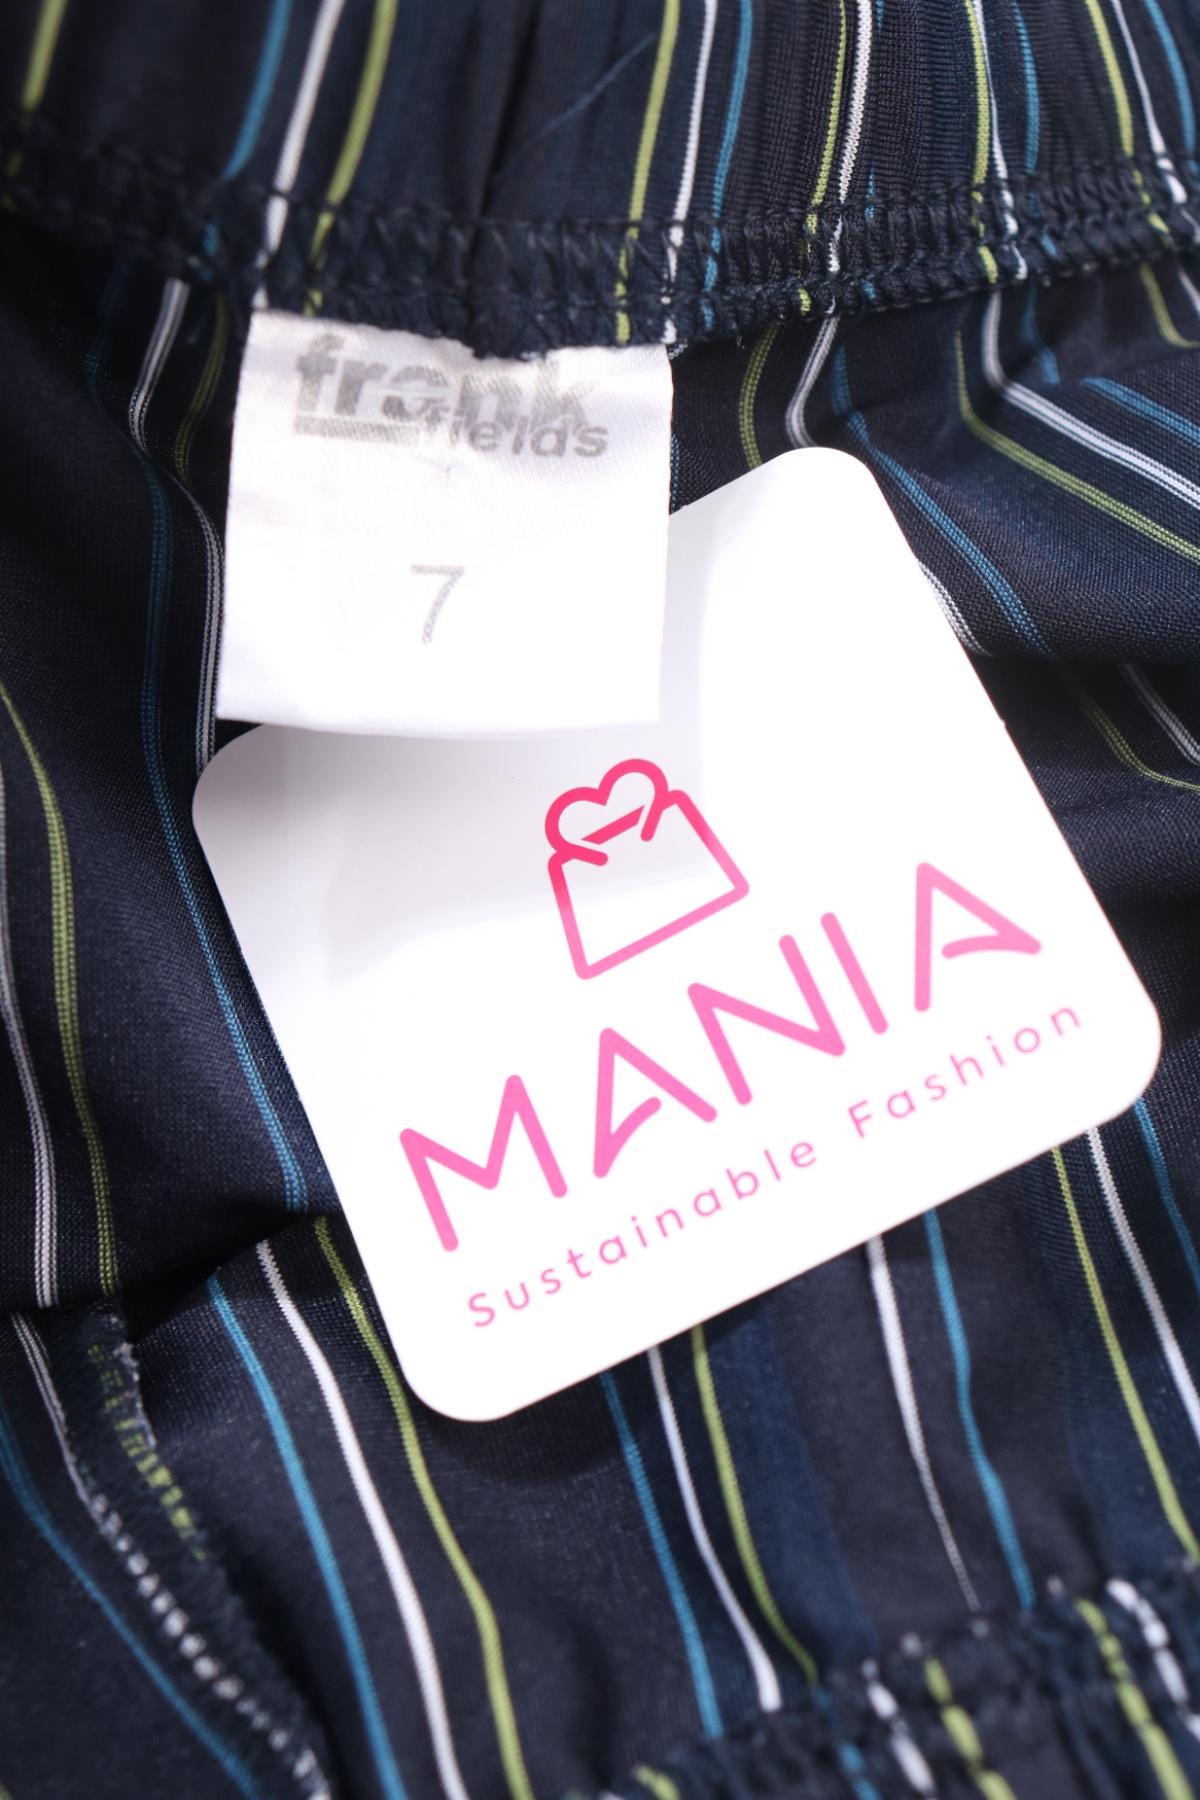 frank
fields
7
MANIA
Sustainable Fashion